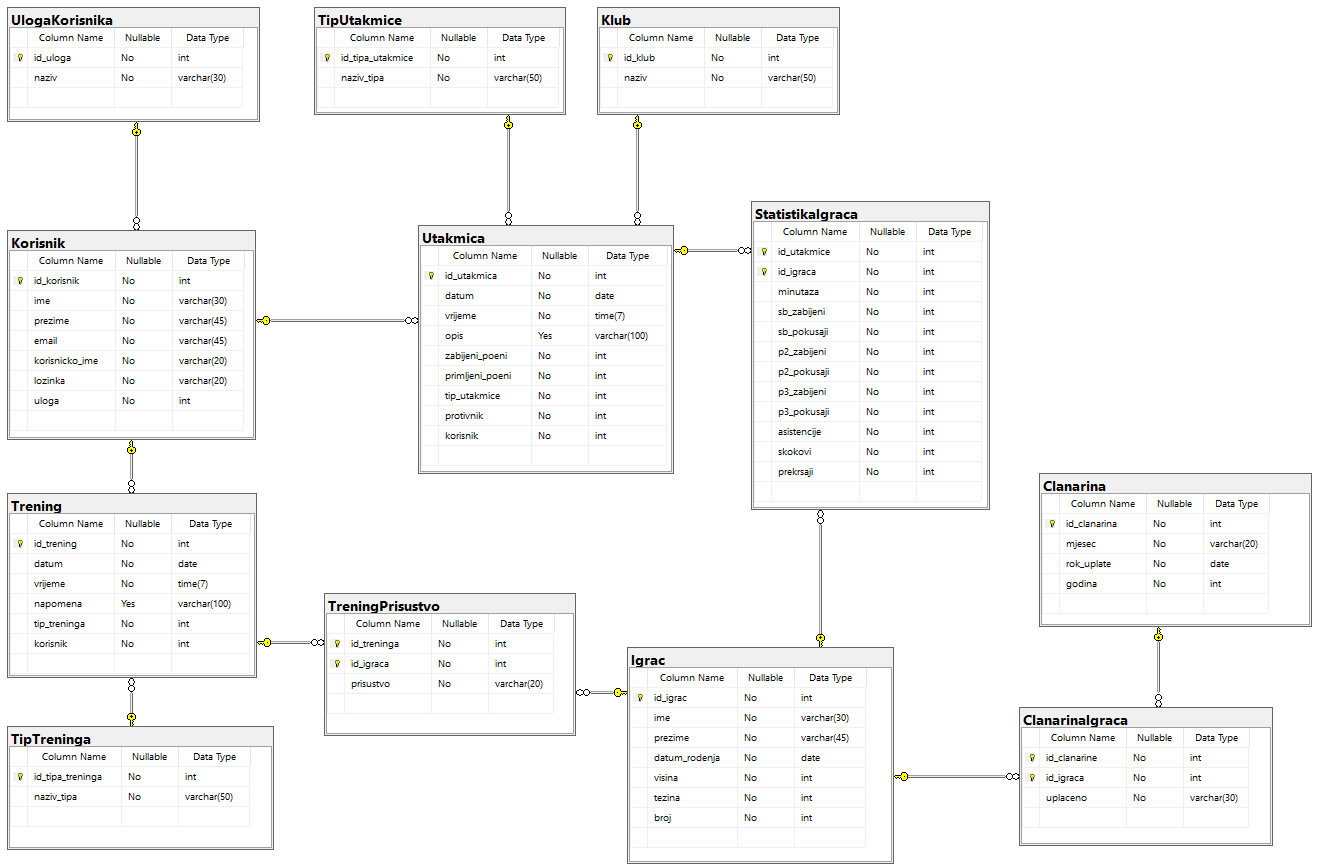 UlogaKorisnika
Column Name Nullable Data Type
id_uloga No int
naziv No varchar(30)
TipUtakmice
Column Name Nullable Data Type
id_tipa_utakmice No int
naziv_tipa No varchar(50)
Klub
Column Name Nullable Data Type
id_klub No int
naziv No varchar(50)
Korisnik
Column Name Nullable Data Type
id_korisnik No int
ime No varchar(30)
prezime No varchar(45)
email No varchar(45)
korisnicko_ime No varchar(20)
lozinka No varchar(20)
uloga No int
Utakmica
Column Name Nullable Data Type
id_utakmica No int
datum No date
vrijeme No time(7)
opis Yes varchar(100)
zabijeni_poeni No int
primljeni_poeni No int
tip_utakmice No int
protivnik No int
korisnik No int
StatistikaIgraca
Column Name Nullable Data Type
id_utakmice No int
id_igraca No int
minutaza No int
sb_zabijeni No int
sb_pokusaji No int
p2_zabijeni No int
p2_pokusaji No int
p3_zabijeni No int
p3_pokusaji No int
asistencije No int
skokovi No int
prekrsaji No int
Trening
Column Name Nullable Data Type
id_trening No int
datum No date
vrijeme No time(7)
napomena Yes varchar(100)
tip_treninga No int
korisnik No int
TreningPrisustvo
Column Name Nullable Data Type
id_treninga No int
id_igraca No int
prisustvo No varchar(20)
Clanarina
Column Name Nullable Data Type
id_clanarina No int
mjesec No varchar(20)
rok_uplate No date
godina No int
TipTreninga
Column Name Nullable Data Type
id_tipa_treninga No int
naziv_tipa No varchar(50)
Igrac
Column Name Nullable Data Type
id_igrac No int
ime No varchar(30)
prezime No varchar(45)
datum_rodenja No date
visina No int
tezina No int
broj No int
ClanarinaIgraca
Column Name Nullable Data Type
id_clanarine No int
id_igraca No int
uplaceno No varchar(30)